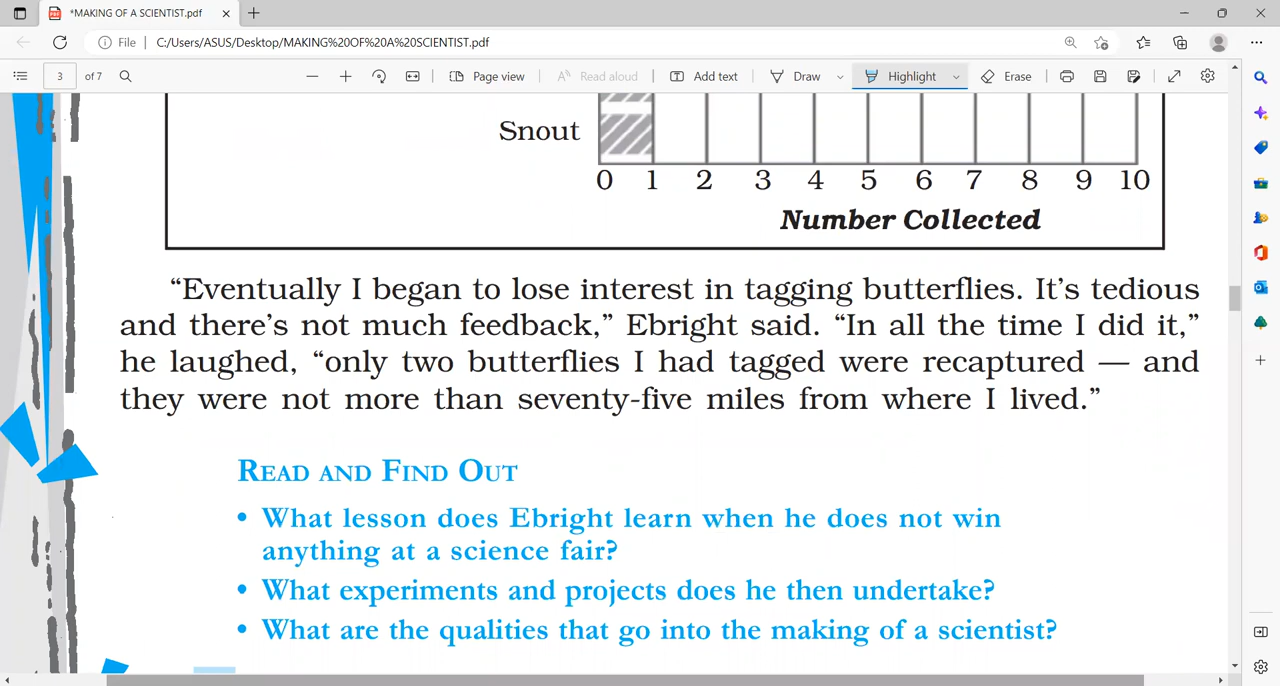 *MAKING OF A SCIENTIST.pdf
File C:/Users/ASUS/Desktop/MAKING%20OF%20A%20SCIENTIST.pdf
3 of 7 Page view Read aloud Add text Draw Highlight Erase
Snout
0 1 2 3 4 5 6 7 8 9 10
Number Collected
“Eventually I began to lose interest in tagging butterflies. It’s tedious
and there’s not much feedback,” Ebright said. “In all the time I did it,”
he laughed, “only two butterflies I had tagged were recaptured — and
they were not more than seventy-five miles from where I lived.”
READ AND FIND OUT
• What lesson does Ebright learn when he does not win
anything at a science fair?
• What experiments and projects does he then undertake?
• What are the qualities that go into the making of a scientist?